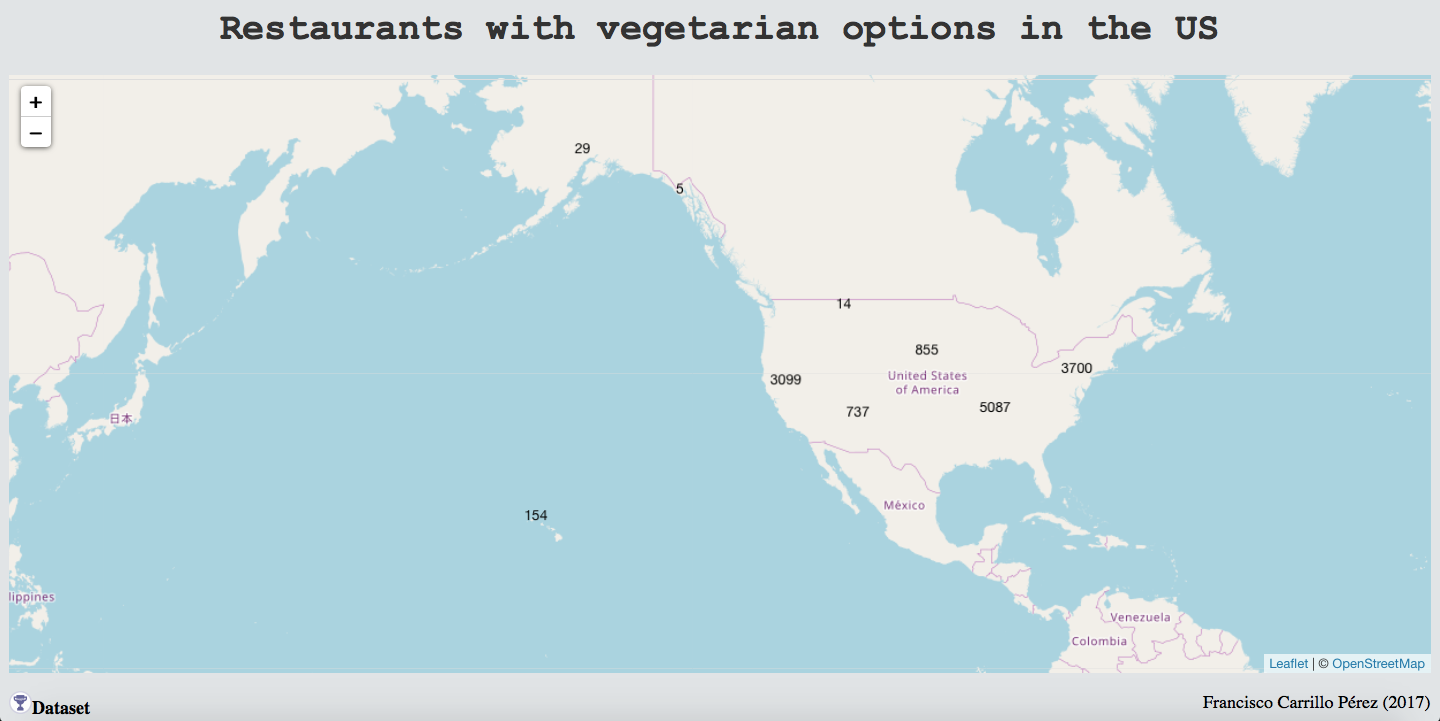 Restaurants with vegetarian options in the US
+
−
29
5
14
855
3700
3099
United States
of America
737
5087
日本
México
154
lippines
Venezuela
Colombia
Leaflet | © OpenStreetMap
Dataset
Francisco Carrillo Pérez (2017)